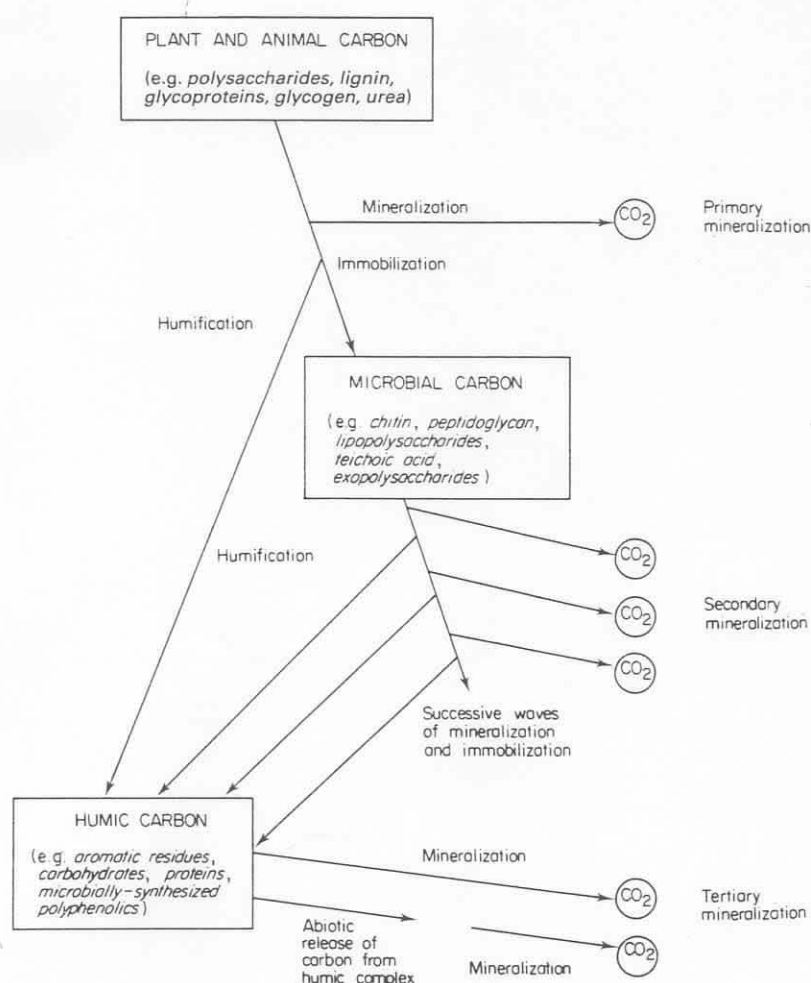 PLANT AND ANIMAL CARBON
(e.g. polysaccharides, lignin,
glycoproteins, glycogen, urea)
Mineralization
CO2
Primary
mineralization
Immobilization
Humification
MICROBIAL CARBON
(e.g. chitin, peptidoglycan,
lipopolysaccharides,
teichoic acid,
exopolysaccharides)
Humification
CO2
CO2
Secondary
mineralization
CO2
Successive waves
of mineralization
and immobilization
HUMIC CARBON
(e.g. aromatic residues,
carbohydrates, proteins,
microbially-synthesized
polyphenolics)
Mineralization
CO2
Tertiary
mineralization
Abiotic
release of
carbon from
humic complex
Mineralization
CO2